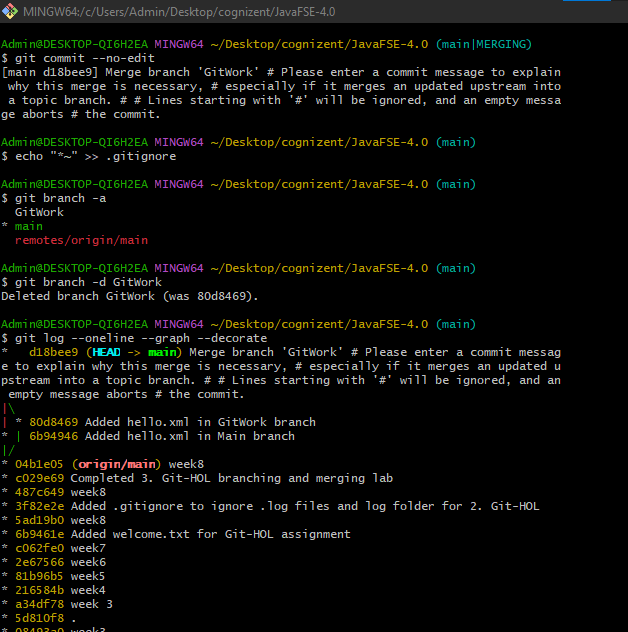 MINGW64:/c/Users/Admin/Desktop/cognizent/JavaFSE-4.0
Admin@DESKTOP-QI6H2EA MINGW64 ~/Desktop/cognizent/JavaFSE-4.0 (main|MERGING)
$ git commit --no-edit
[main d18bee9] Merge branch 'GitWork' # Please enter a commit message to explain
 why this merge is necessary, # especially if it merges an updated upstream into
 a topic branch. # # Lines starting with '#' will be ignored, and an empty messa
ge aborts # the commit.
Admin@DESKTOP-QI6H2EA MINGW64 ~/Desktop/cognizent/JavaFSE-4.0 (main)
$ echo "*~" >> .gitignore
Admin@DESKTOP-QI6H2EA MINGW64 ~/Desktop/cognizent/JavaFSE-4.0 (main)
$ git branch -a
  GitWork
* main
  remotes/origin/main
Admin@DESKTOP-QI6H2EA MINGW64 ~/Desktop/cognizent/JavaFSE-4.0 (main)
$ git branch -d GitWork
Deleted branch GitWork (was 80d8469).
Admin@DESKTOP-QI6H2EA MINGW64 ~/Desktop/cognizent/JavaFSE-4.0 (main)
$ git log --oneline --graph --decorate
*   d18bee9 (HEAD -> main) Merge branch 'GitWork' # Please enter a commit messag
e to explain why this merge is necessary, # especially if it merges an updated u
pstream into a topic branch. # # Lines starting with '#' will be ignored, and an
 empty message aborts # the commit.
|\
| * 80d8469 Added hello.xml in GitWork branch
* | 6b94946 Added hello.xml in Main branch
|/
* 04b1e05 (origin/main) week8
* c029e69 Completed 3. Git-HOL branching and merging lab
* 487c649 week8
* 3f82e2e Added .gitignore to ignore .log files and log folder for 2. Git-HOL
* 5ad19b0 week8
* 6b9461e Added welcome.txt for Git-HOL assignment
* c062fe0 week7
* 2e67566 week6
* 81b96b5 week5
* 216584b week4
* a34df78 week 3
* 5d810f8 .
* 08493a0 week3